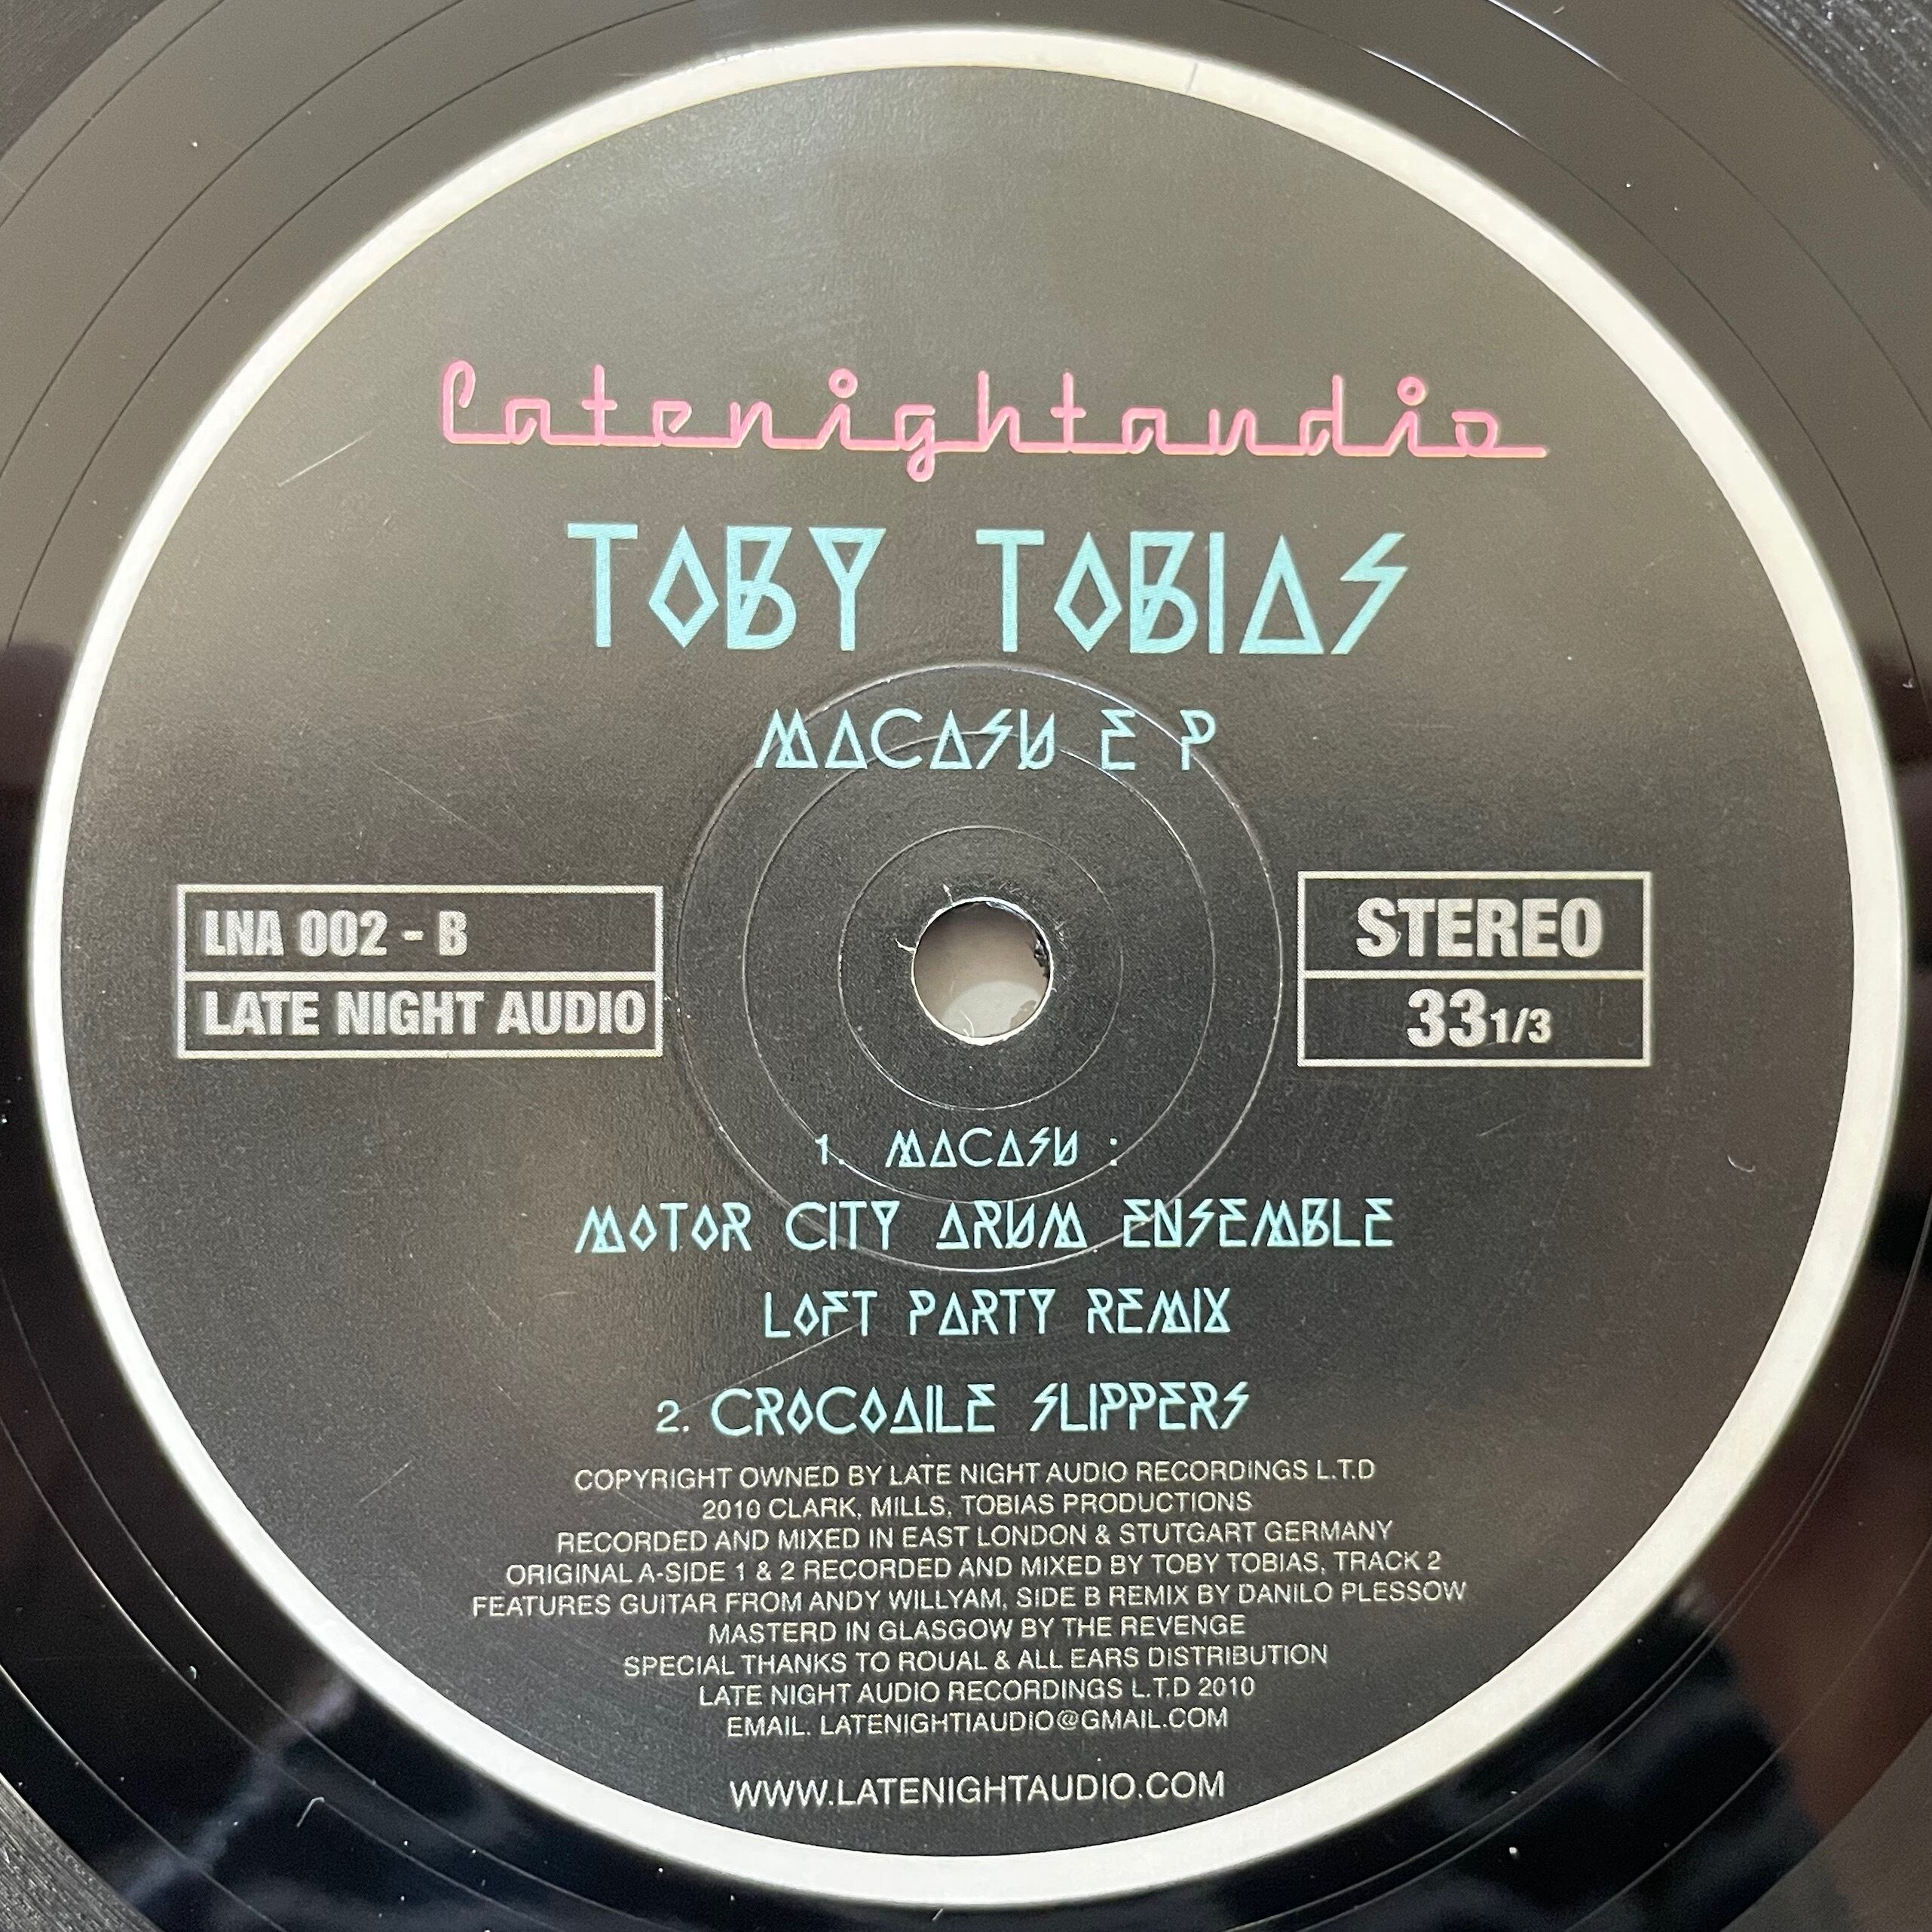 latenightaudio
TOBY TOBIAS
MACASU E P
LNA 002 - B
LATE NIGHT AUDIO
STEREO
33 1/3
1. MACASU :
MOTOR CITY DRUM ENSEMBLE
LOFT PARTY REMIX
2. CROCODILE SLIPPERS
COPYRIGHT OWNED BY LATE NIGHT AUDIO RECORDINGS L.T.D
2010 CLARK, MILLS, TOBIAS PRODUCTIONS
RECORDED AND MIXED IN EAST LONDON & STUTGART GERMANY
ORIGINAL A-SIDE 1 & 2 RECORDED AND MIXED BY TOBY TOBIAS, TRACK 2
FEATURES GUITAR FROM ANDY WILLYAM, SIDE B REMIX BY DANILO PLESSOW
MASTERD IN GLASGOW BY THE REVENGE
SPECIAL THANKS TO ROUAL & ALL EARS DISTRIBUTION
LATE NIGHT AUDIO RECORDINGS L.T.D 2010
EMAIL. LATENIGHTIAUDIO@GMAIL.COM
WWW.LATENIGHTAUDIO.COM